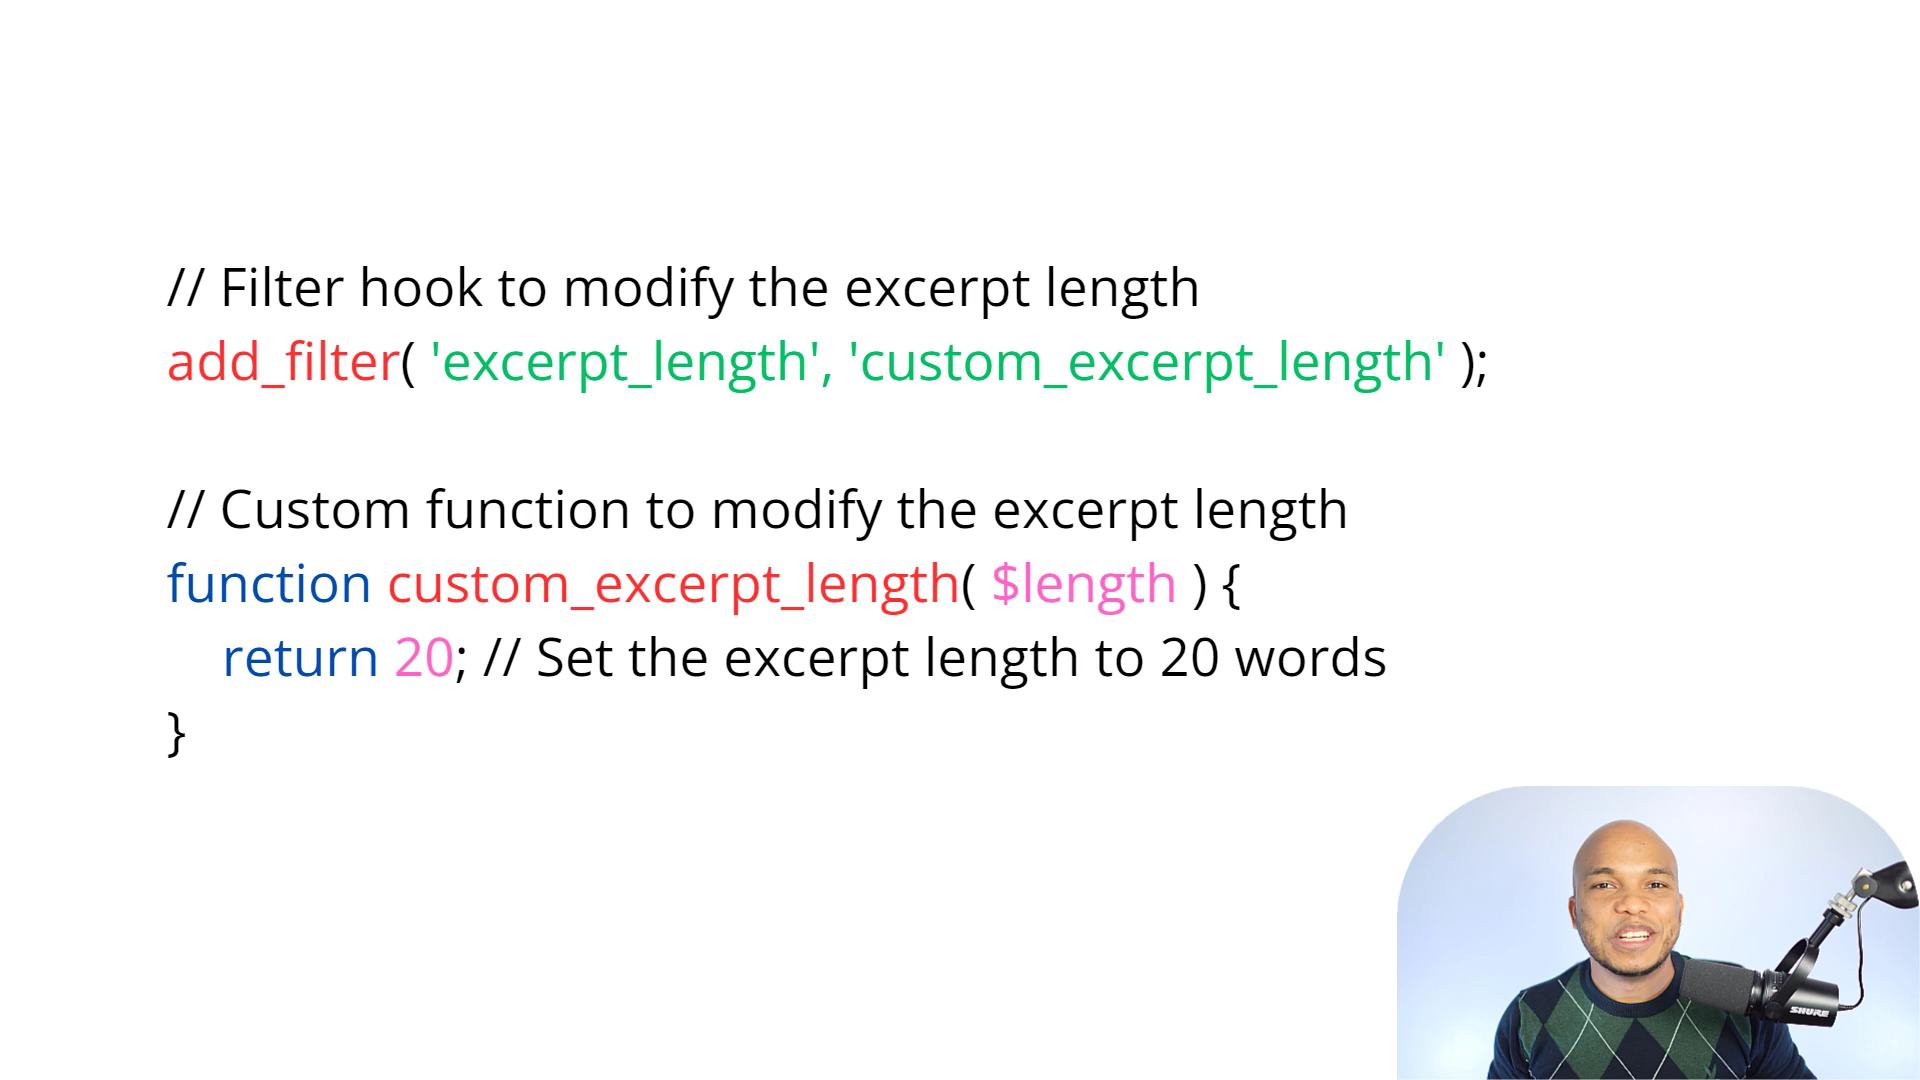 // Filter hook to modify the excerpt length
add_filter( 'excerpt_length', 'custom_excerpt_length' );
// Custom function to modify the excerpt length
function custom_excerpt_length( $length ) {
return 20; // Set the excerpt length to 20 words
}
SHURE